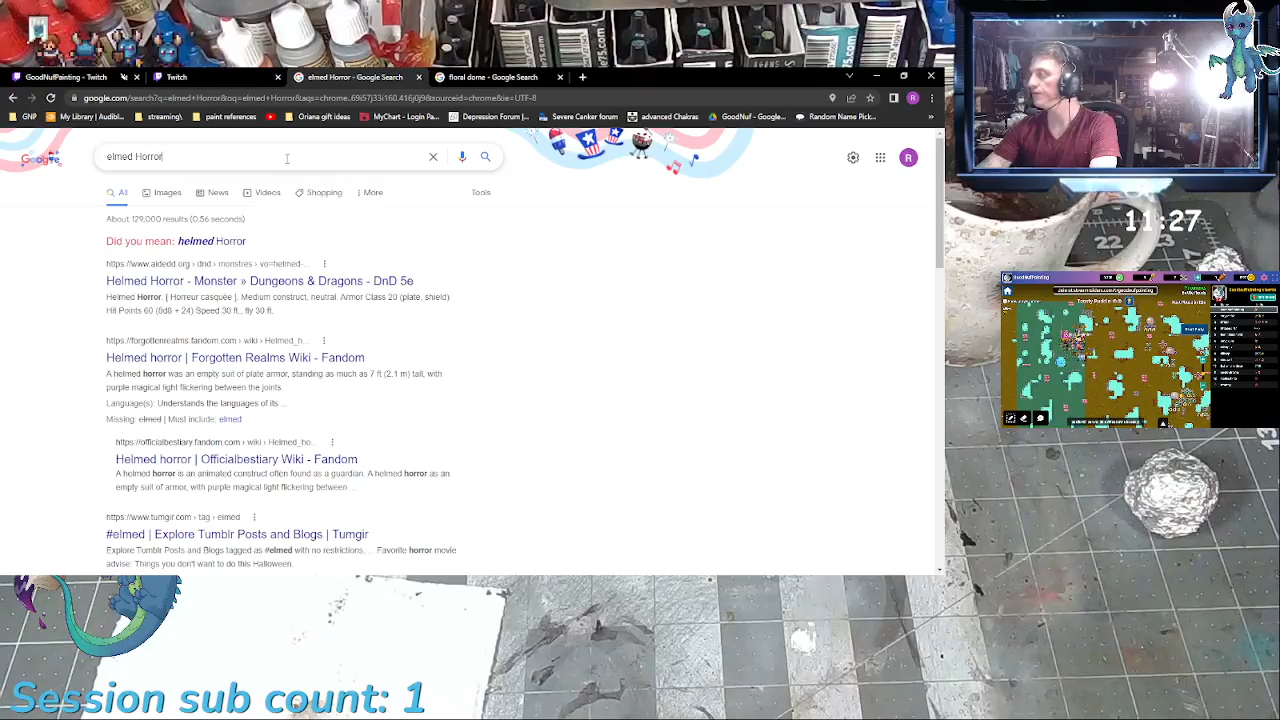 GoodNufPainting - Twitch
Twitch
elmed Horror - Google Search
floral dome - Google Search
google.com/search?q=elmed+Horror&oq=elmed+Horror&aqs=chrome..69i57j33i160.416j0j9&sourceid=chrome&ie=UTF-8
GNP
My Library | Audibl...
streaming\
paint references
Oriana gift ideas
MyChart - Login Pa...
Depression Forum |...
Severe Canker forum
advanced Chakras
GoodNuf - Google...
Random Name Pick...
Google
elmed Horror
R
All
Images
News
Videos
Shopping
More
Tools
About 129,000 results (0.56 seconds)
Did you mean: helmed Horror
https://www.aidedd.org › dnd › monstres › vo=helmed-...
Helmed Horror - Monster » Dungeons & Dragons - DnD 5e
Helmed Horror. [ Horreur casquée ]. Medium construct, neutral. Armor Class 20 (plate, shield)
Hit Points 60 (8d8 + 24) Speed 30 ft., fly 30 ft.
https://forgottenrealms.fandom.com › wiki › Helmed_h...
Helmed horror | Forgotten Realms Wiki - Fandom
A helmed horror was an empty suit of plate armor, standing as much as 7 ft (2.1 m) tall, with
purple magical light flickering between the joints.
Language(s): Understands the languages of its ...
Missing: elmed | Must include: elmed
https://officialbestiary.fandom.com › wiki › Helmed_ho...
Helmed horror | Officialbestiary Wiki - Fandom
A helmed horror is an animated construct often found as a guardian. A helmed horror as an
empty suit of armor, with purple magical light flickering between ...
https://www.tumgir.com › tag › elmed
#elmed | Explore Tumblr Posts and Blogs | Tumgir
Explore Tumblr Posts and Blogs tagged as #elmed with no restrictions, ... Favorite horror movie
advise: Things you don't want to do this Halloween.
11:27
22
23
GoodNufPainting
Session sub count: 1